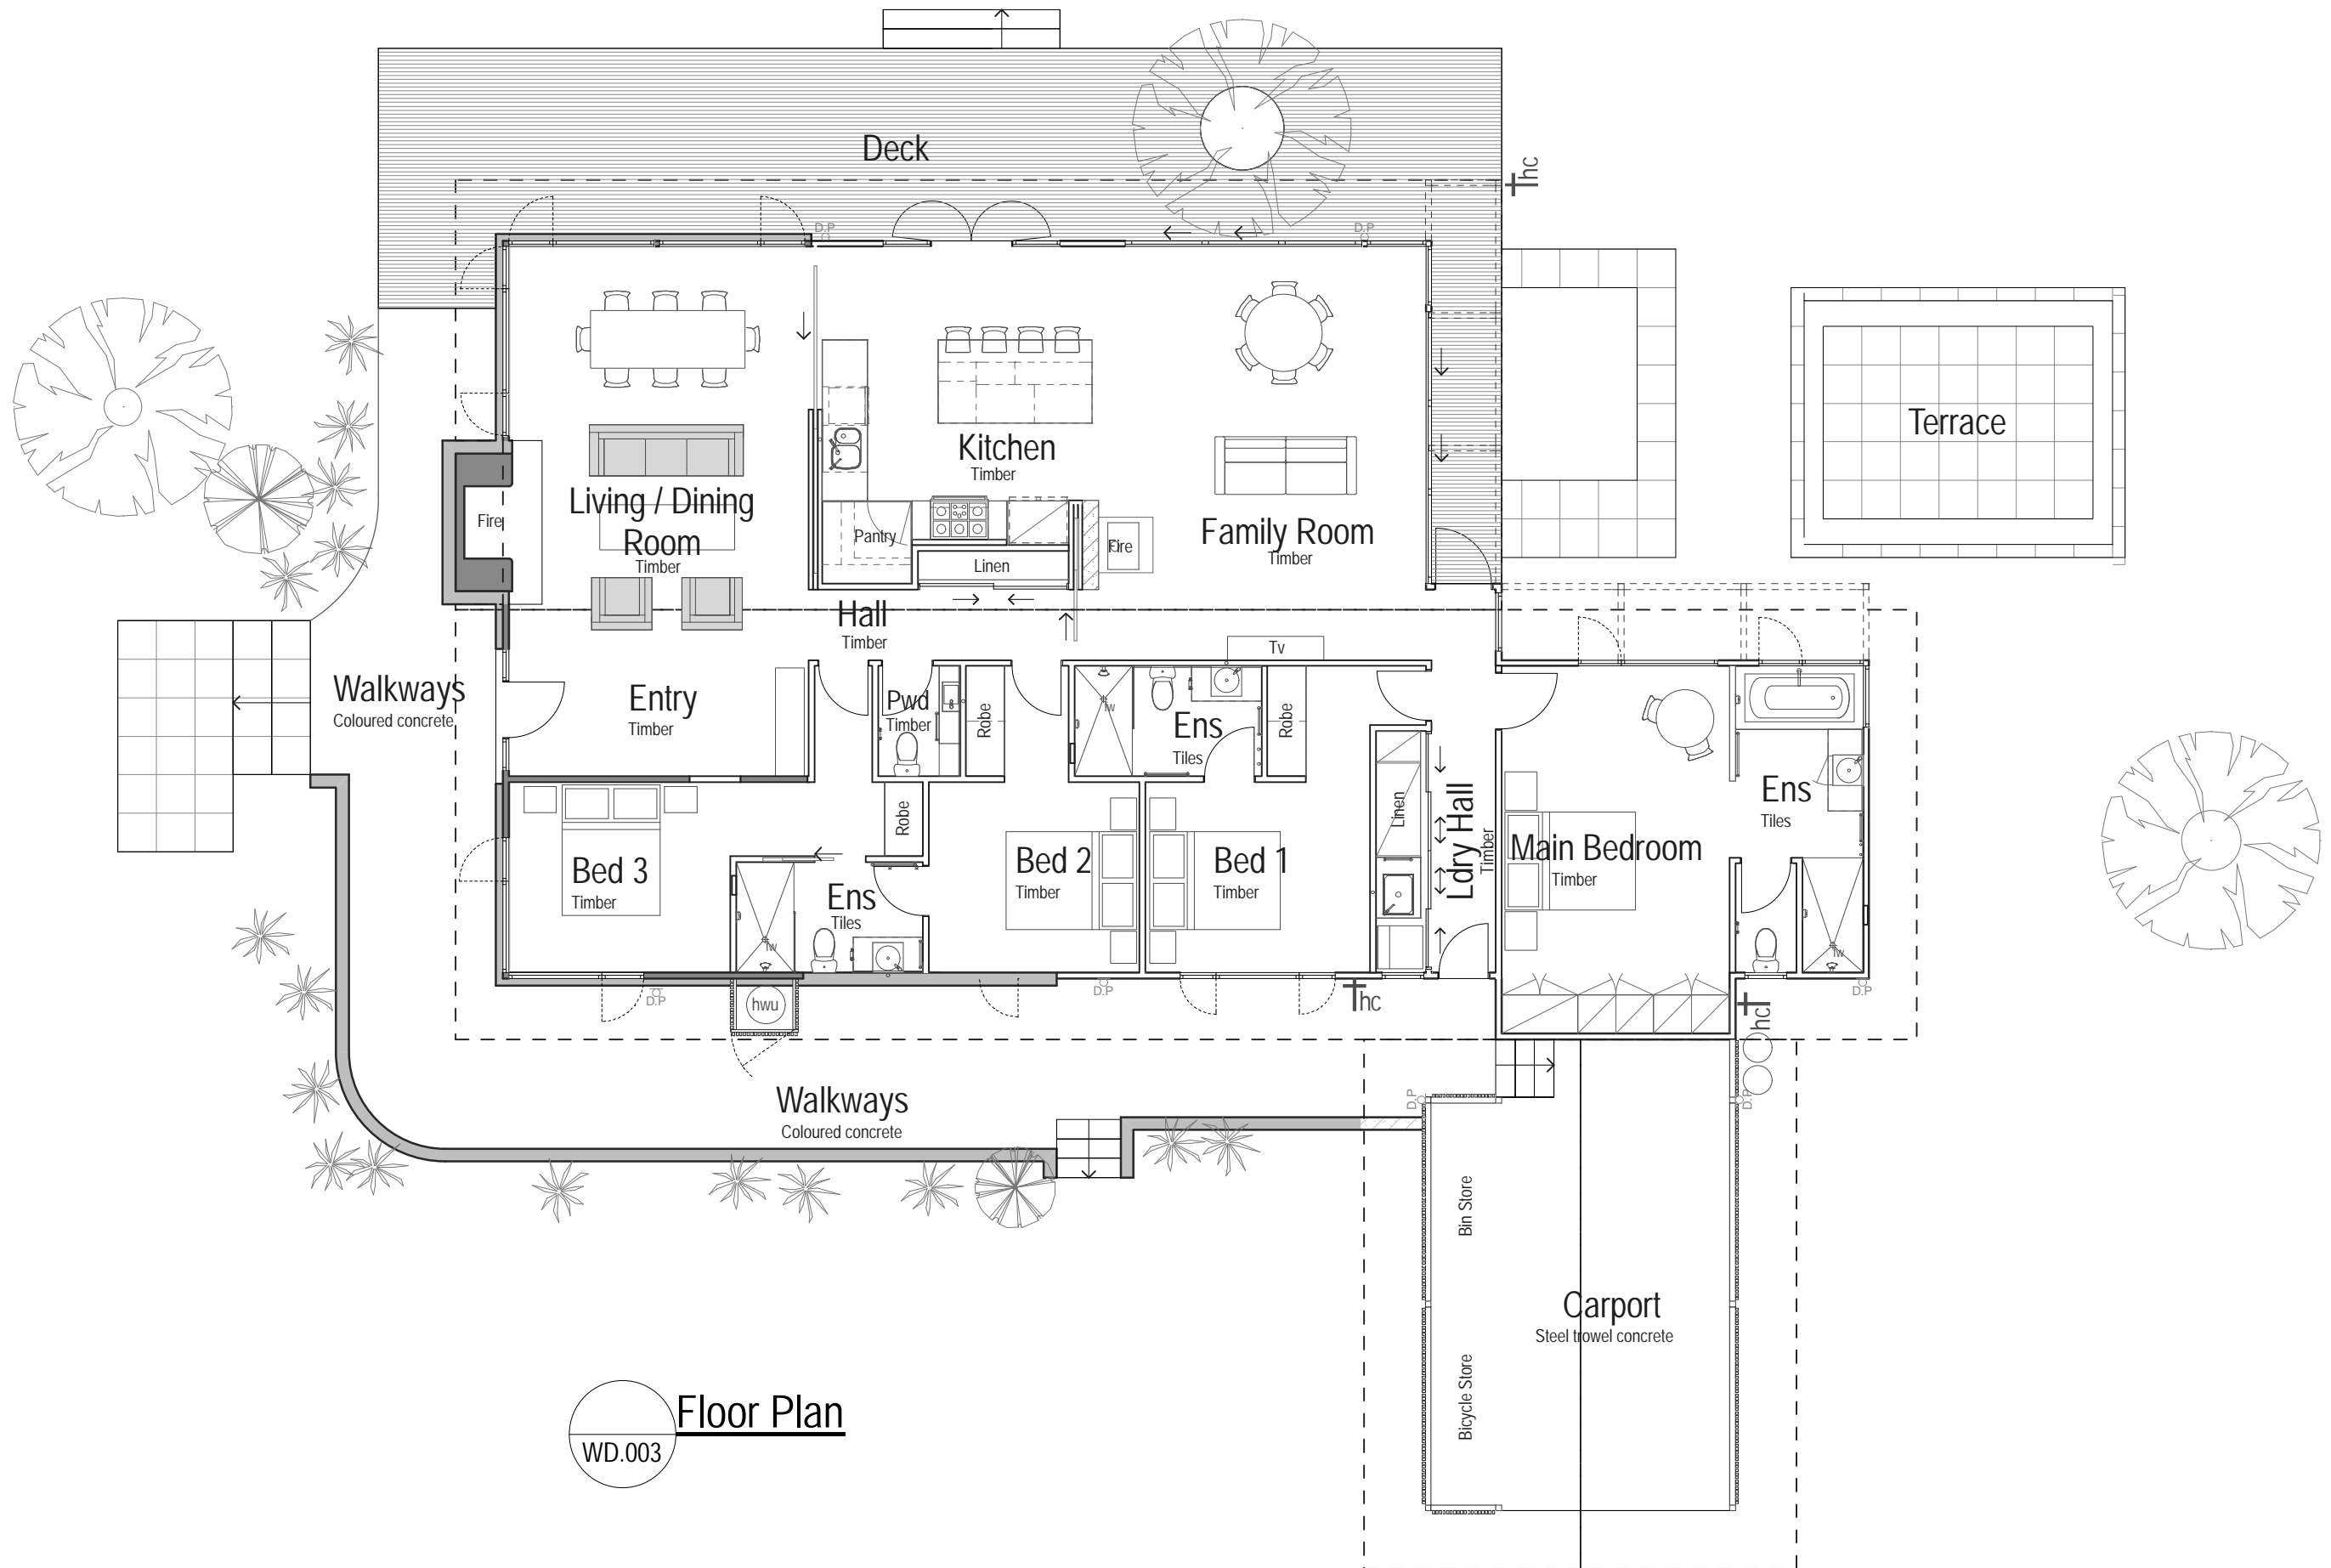 Deck
hc
D.P
D.P
Terrace
Kitchen
Timber
Living / Dining
Room
Timber
Fire
Pantry
Linen
Fire
Family Room
Timber
Hall
Timber
Tv
Walkways
Coloured concrete
Entry
Timber
Pwd
Timber
Robe
fw
Ens
Tiles
Robe
Robe
Bed 3
Timber
Ens
Tiles
fw
Bed 2
Timber
Bed 1
Timber
Linen
Ldry Hall
Timber
Main Bedroom
Timber
Ens
Tiles
fw
D.P
hwu
D.P
hc
hc
D.P
Walkways
Coloured concrete
D.P
D.P
Bin Store
Carport
Steel trowel concrete
Bicycle Store
Floor Plan
WD.003